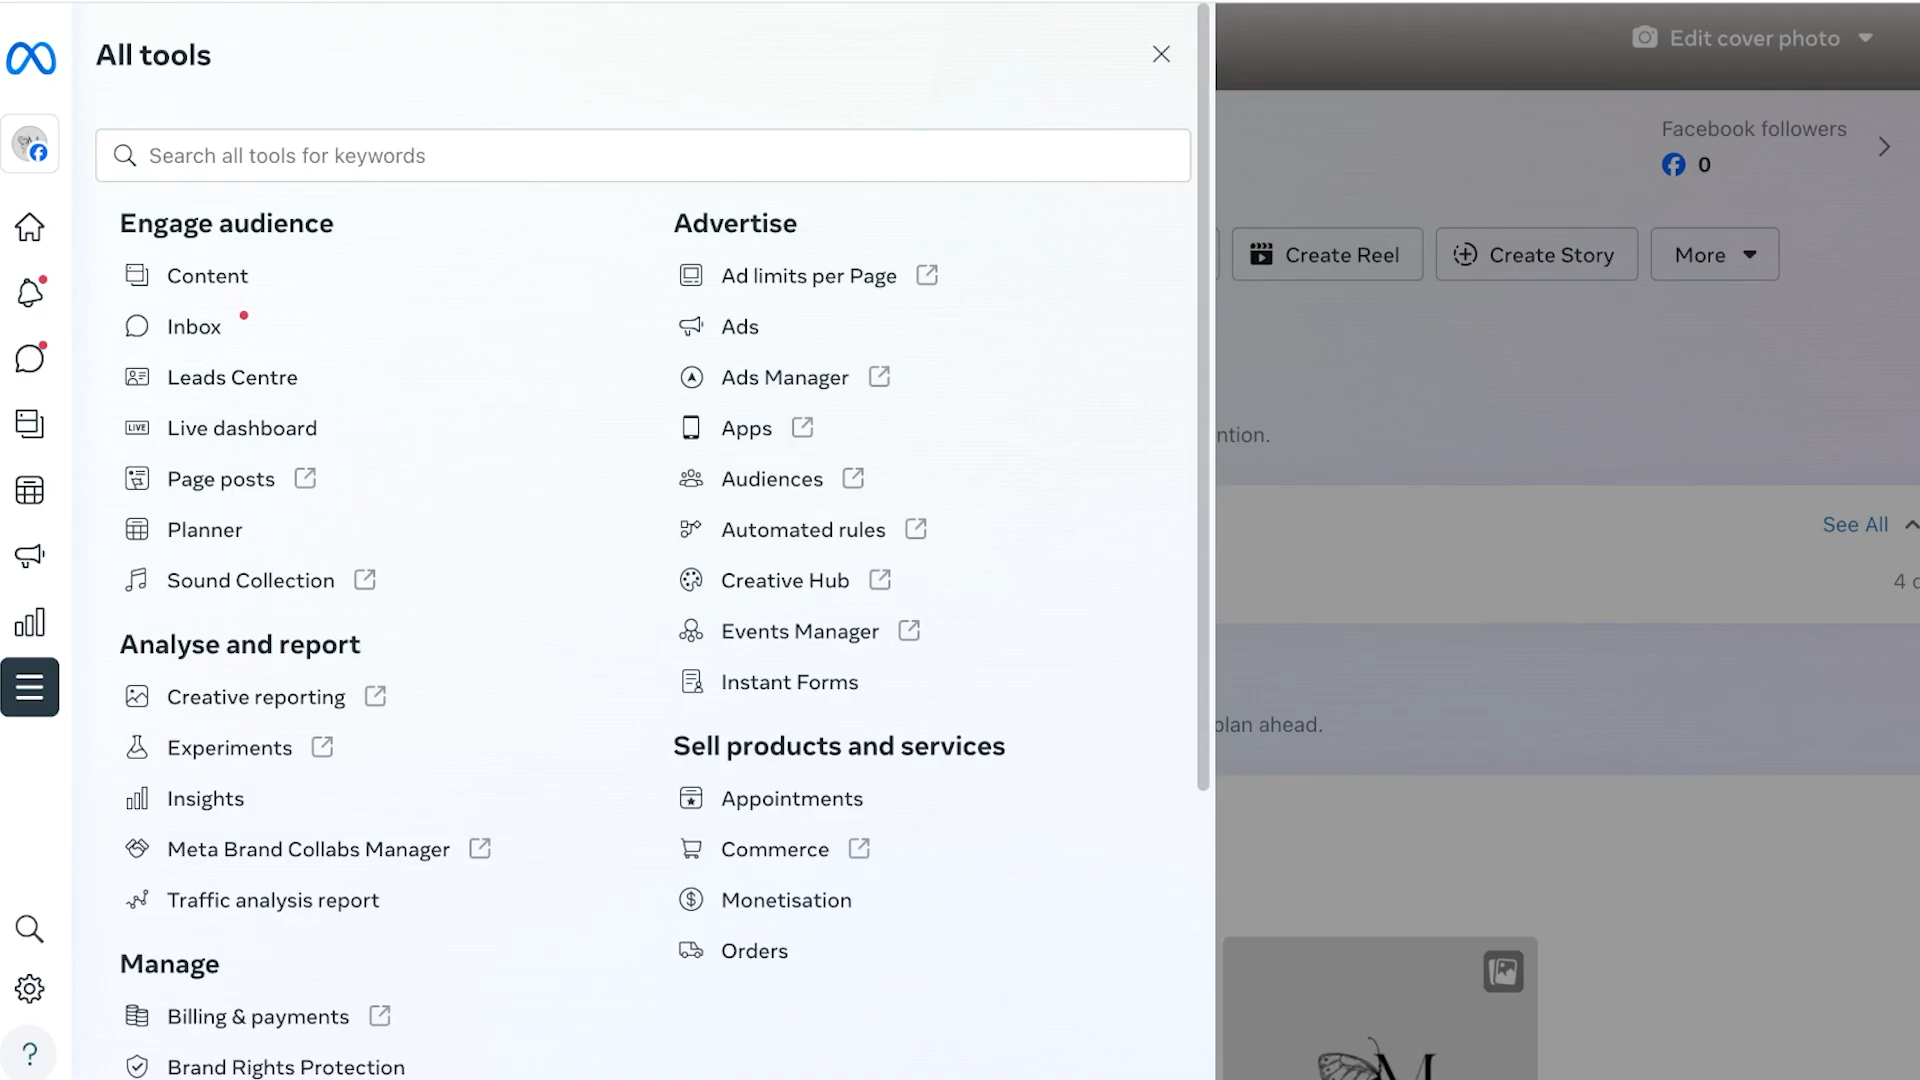 All tools
Search all tools for keywords
Engage audience
Content
Inbox
Leads Centre
LIVE Live dashboard
Page posts
Planner
Sound Collection
Analyse and report
Creative reporting
Experiments
Insights
Meta Brand Collabs Manager
Traffic analysis report
Manage
Billing & payments
Brand Rights Protection
Advertise
Ad limits per Page
Ads
Ads Manager
Apps
Audiences
Automated rules
Creative Hub
Events Manager
Instant Forms
Sell products and services
Appointments
Commerce
Monetisation
Orders
Edit cover photo
Facebook followers
0
Create Reel
Create Story
More
ntion.
See All
4 d
plan ahead.
M
?